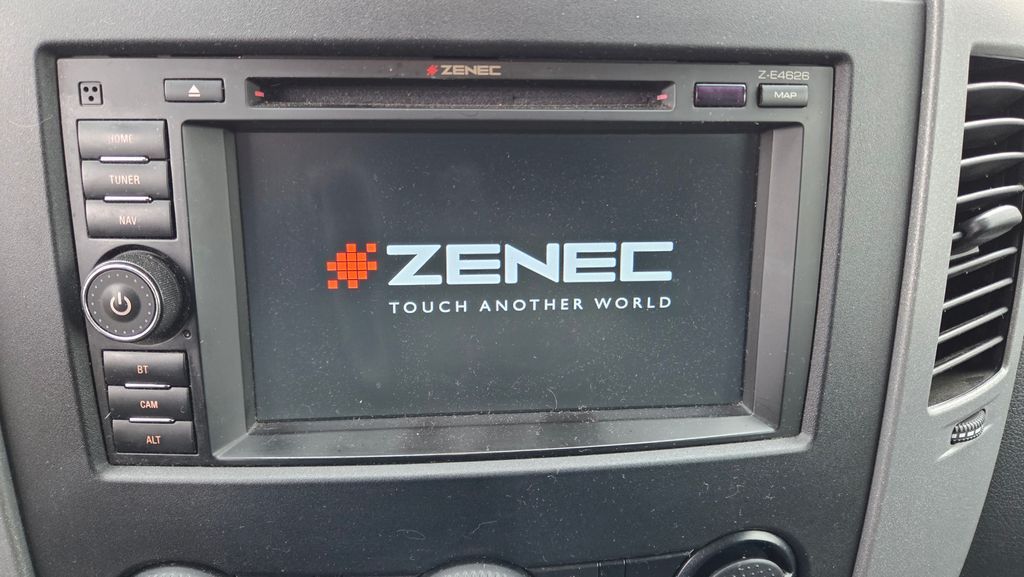 ZENEC
Z-E4626
MAP
HOME
TUNER
NAV
ZENEC
TOUCH ANOTHER WORLD
BT
CAM
ALT